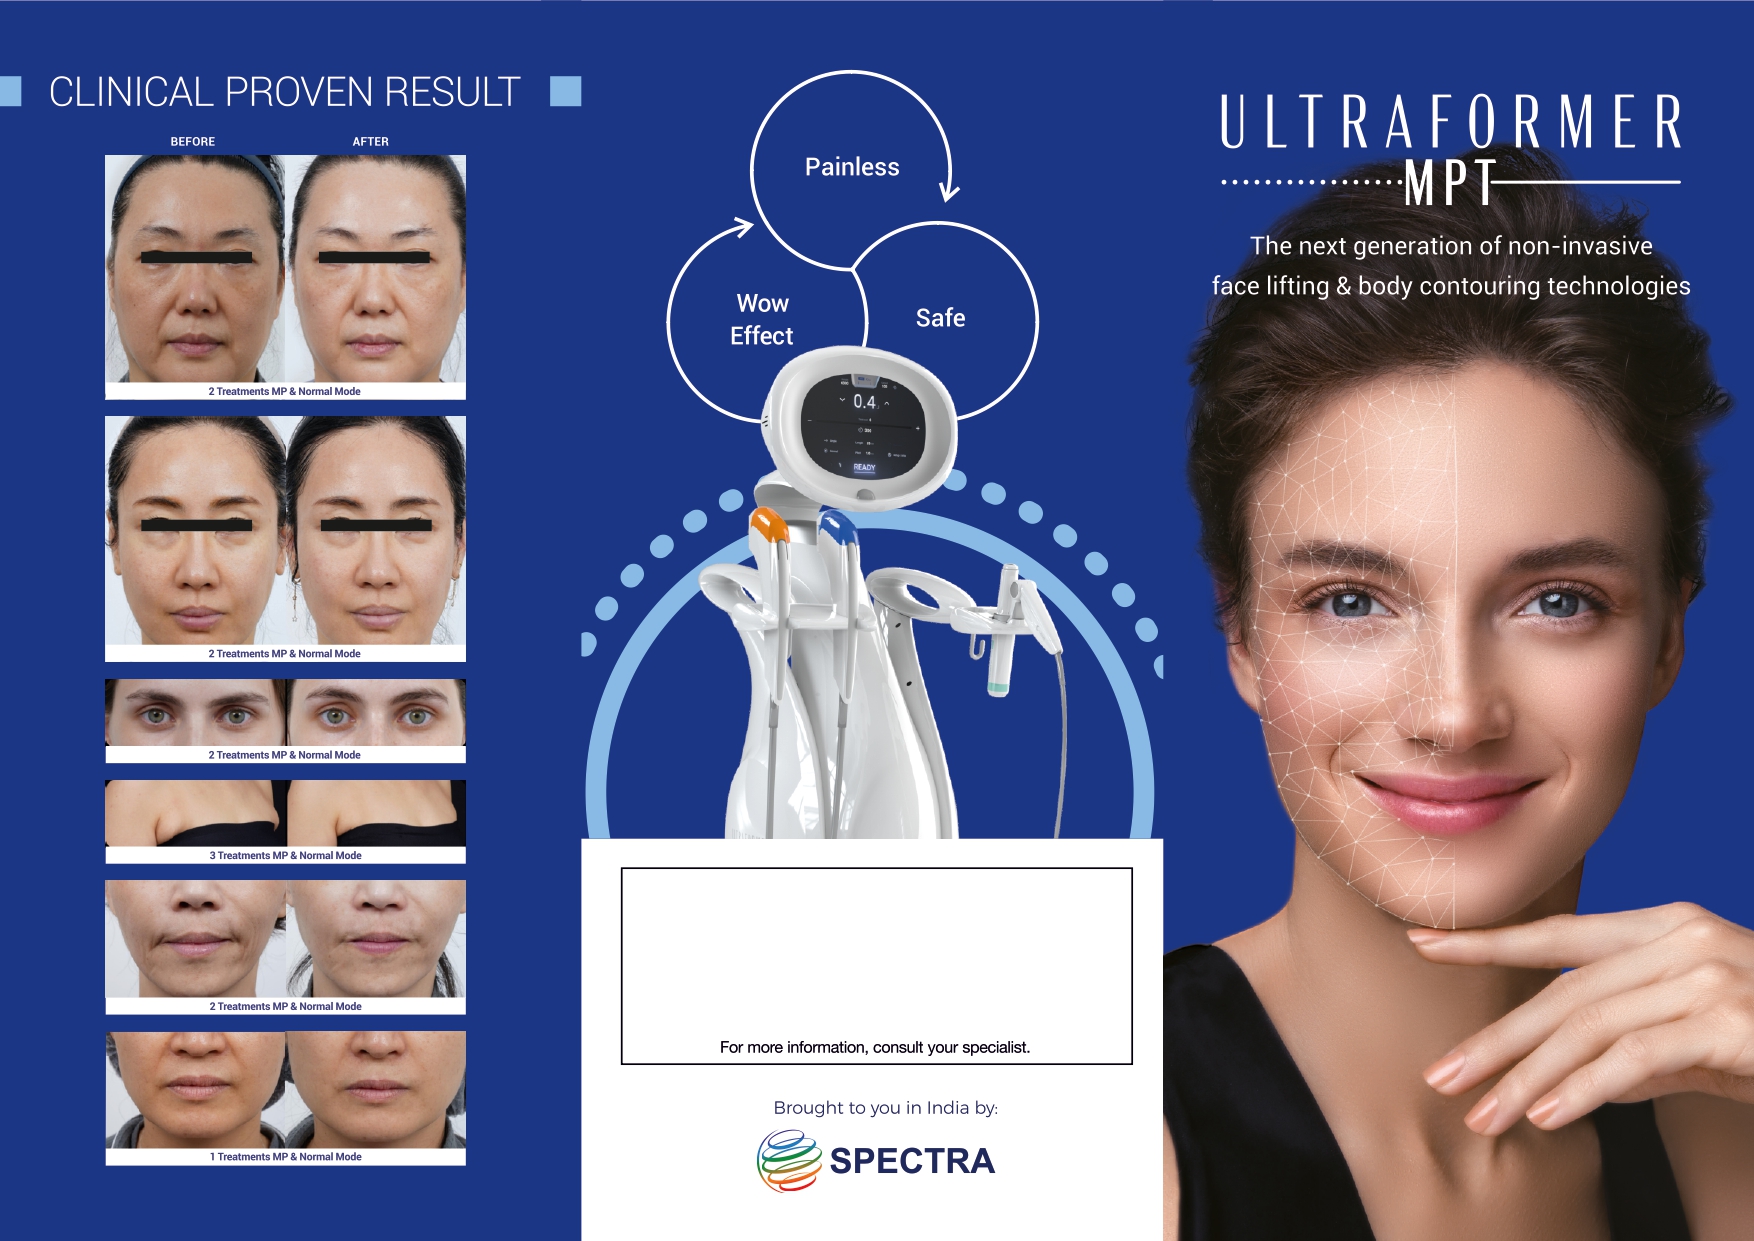 CLINICAL PROVEN RESULT
BEFORE
AFTER
2 Treatments MP & Normal Mode
2 Treatments MP & Normal Mode
2 Treatments MP & Normal Mode
3 Treatments MP & Normal Mode
2 Treatments MP & Normal Mode
1 Treatments MP & Normal Mode
Painless
Wow
Effect
Safe
0.4
READY
For more information, consult your specialist.
Brought to you in India by:
SPECTRA
ULTRAFORMER
MPT
The next generation of non-invasive
face lifting & body contouring technologies